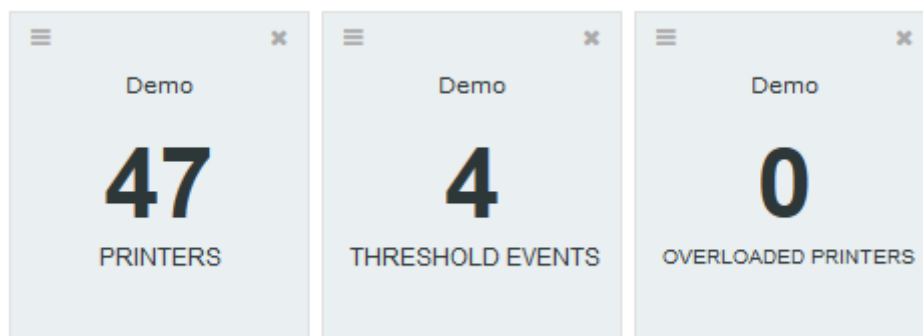 Demo
47
PRINTERS
Demo
4
THRESHOLD EVENTS
Demo
0
OVERLOADED PRINTERS